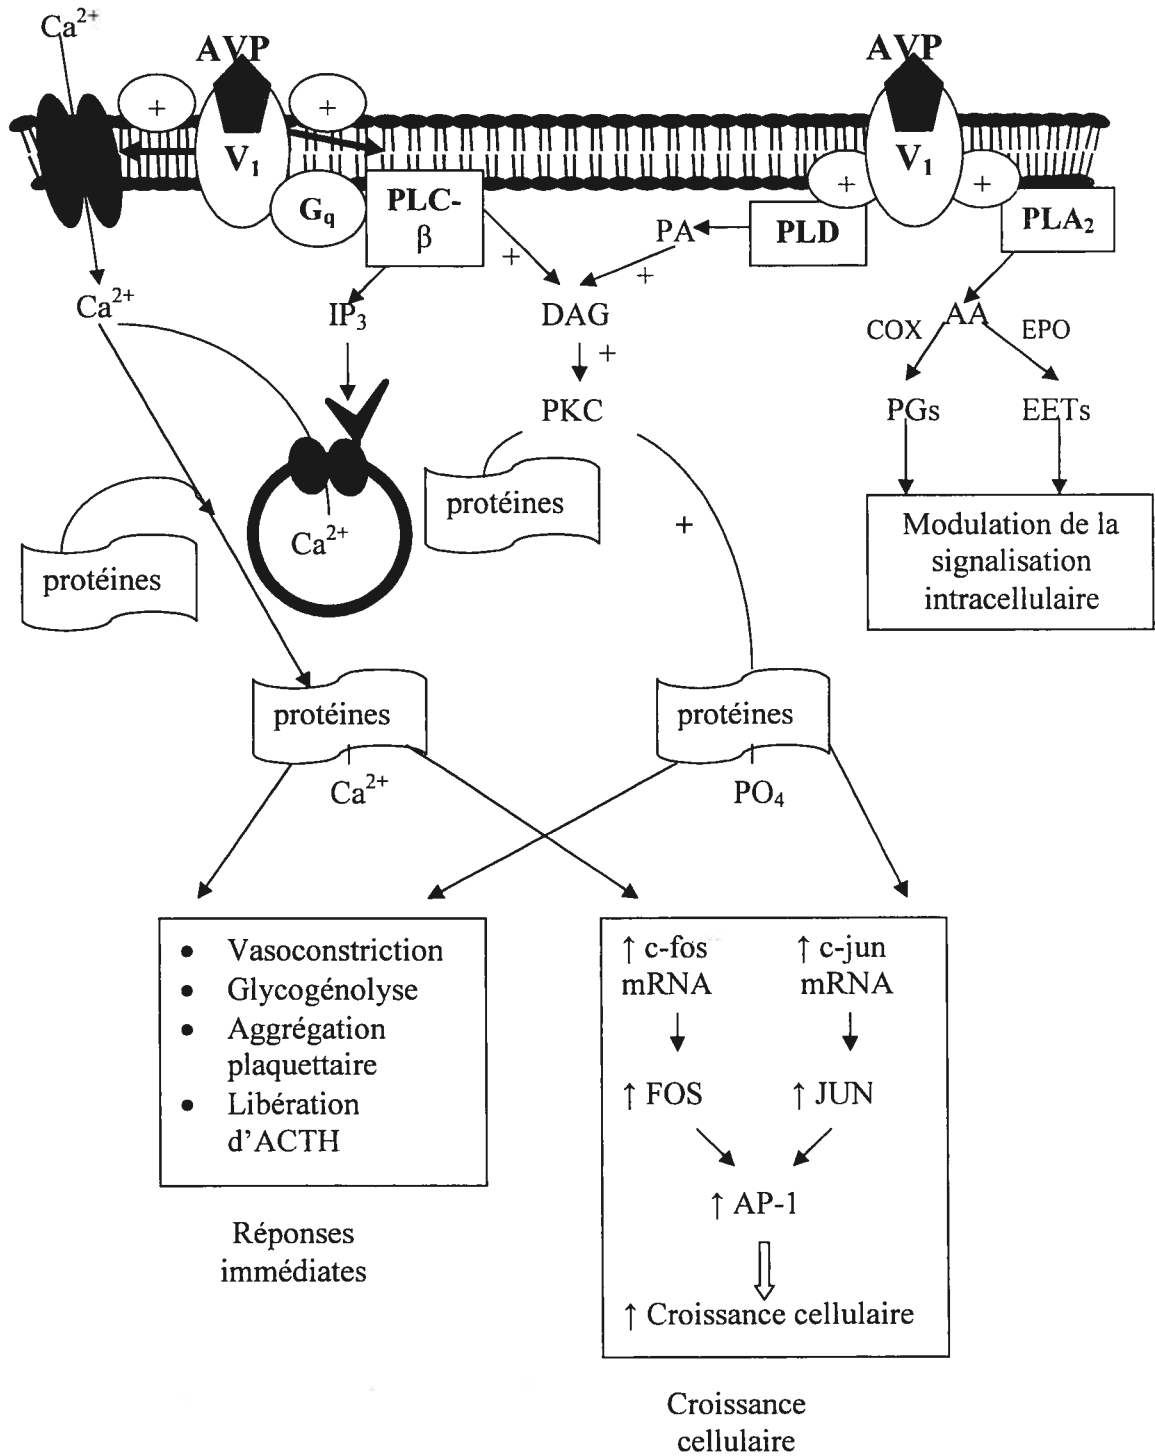 Ca²⁺
AVP
AVP
+
+
V₁
V₁
+
+
Gq
PLC-
β
PA
PLD
PLA₂
+
+
Ca²⁺
IP₃
DAG
COX
AA
EPO
+
PKC
PGs
EETs
protéines
Ca²⁺
protéines
+
Modulation de la
signalisation
intracellulaire
protéines
protéines
Ca²⁺
PO₄
• Vasoconstriction
• Glycogénolyse
• Aggrégation
plaquettaire
• Libération
d'ACTH
Réponses
immédiates
↑ c-fos
mRNA
↑ c-jun
mRNA
↑ FOS
↑ JUN
↑ AP-1
↑ Croissance cellulaire
Croissance
cellulaire